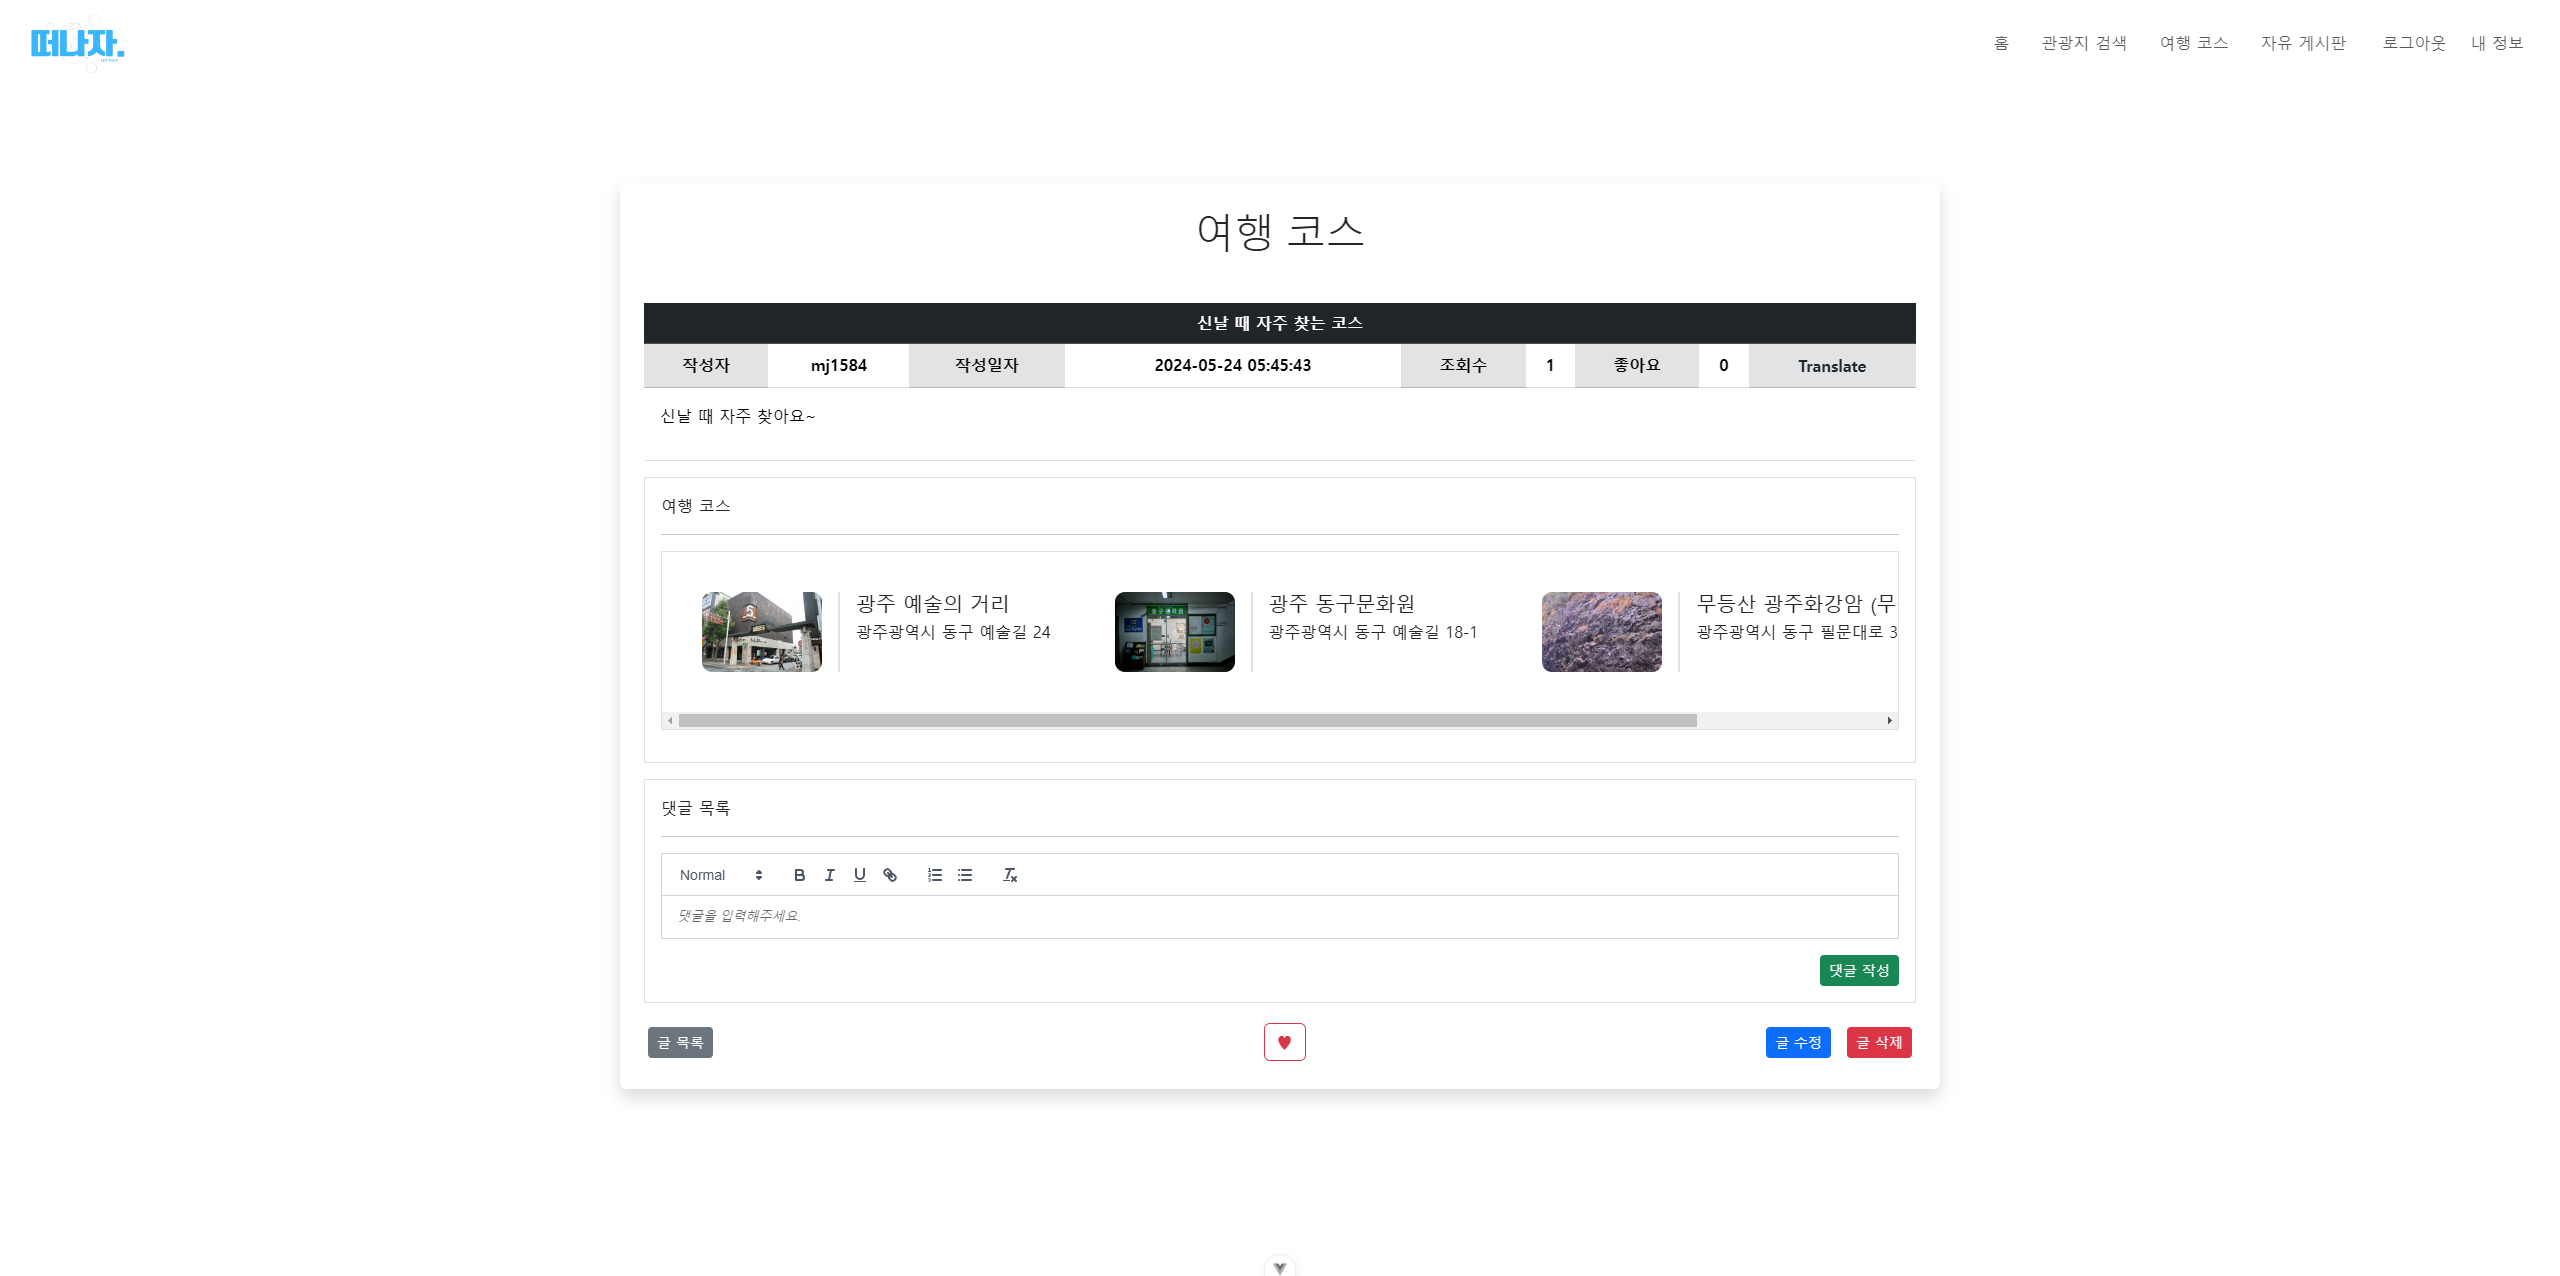 떠나자.
홈 관광지 검색 여행 코스 자유 게시판 로그아웃 내 정보
여행 코스
신날 때 자주 찾는 코스
작성자 mj1584 작성일자 2024-05-24 05:45:43 조회수 1 좋아요 0 Translate
신날 때 자주 찾아요~
여행 코스
광주 예술의 거리
광주광역시 동구 예술길 24
동구문화원
광주 동구문화원
광주광역시 동구 예술길 18-1
무등산 광주화강암 (무
광주광역시 동구 필문대로 3
댓글 목록
Normal
댓글을 입력해주세요.
댓글 작성
글 목록 글 수정 글 삭제